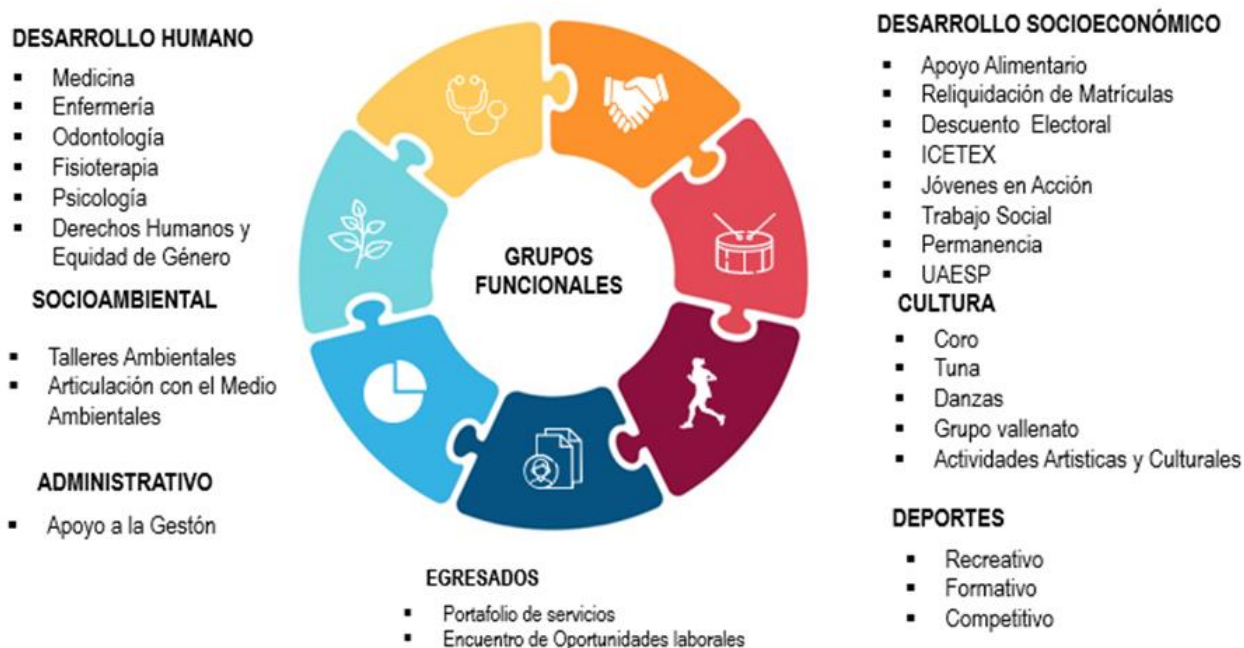 DESARROLLO HUMANO
▪ Medicina
▪ Enfermería
▪ Odontología
▪ Fisioterapia
▪ Psicología
▪ Derechos Humanos y
Equidad de Género
SOCIOAMBIENTAL
▪ Talleres Ambientales
▪ Articulación con el Medio
Ambientales
ADMINISTRATIVO
▪ Apoyo a la Gestón
GRUPOS
FUNCIONALES
EGRESADOS
▪ Portafolio de servicios
▪ Encuentro de Oportunidades laborales
DESARROLLO SOCIOECONÓMICO
▪ Apoyo Alimentario
▪ Reliquidación de Matrículas
▪ Descuento Electoral
▪ ICETEX
▪ Jóvenes en Acción
▪ Trabajo Social
▪ Permanencia
▪ UAESP
CULTURA
▪ Coro
▪ Tuna
▪ Danzas
▪ Grupo vallenato
▪ Actividades Artisticas y Culturales
DEPORTES
▪ Recreativo
▪ Formativo
▪ Competitivo